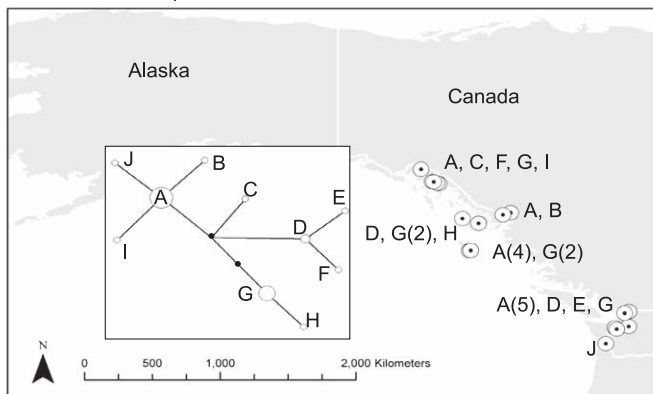 Alaska
Canada
J
B
A
C
E
D
I
F
G
H
A, C, F, G, I
A, B
D, G(2), H
A(4), G(2)
A(5), D, E, G
J
N
0 500 1,000 2,000 Kilometers